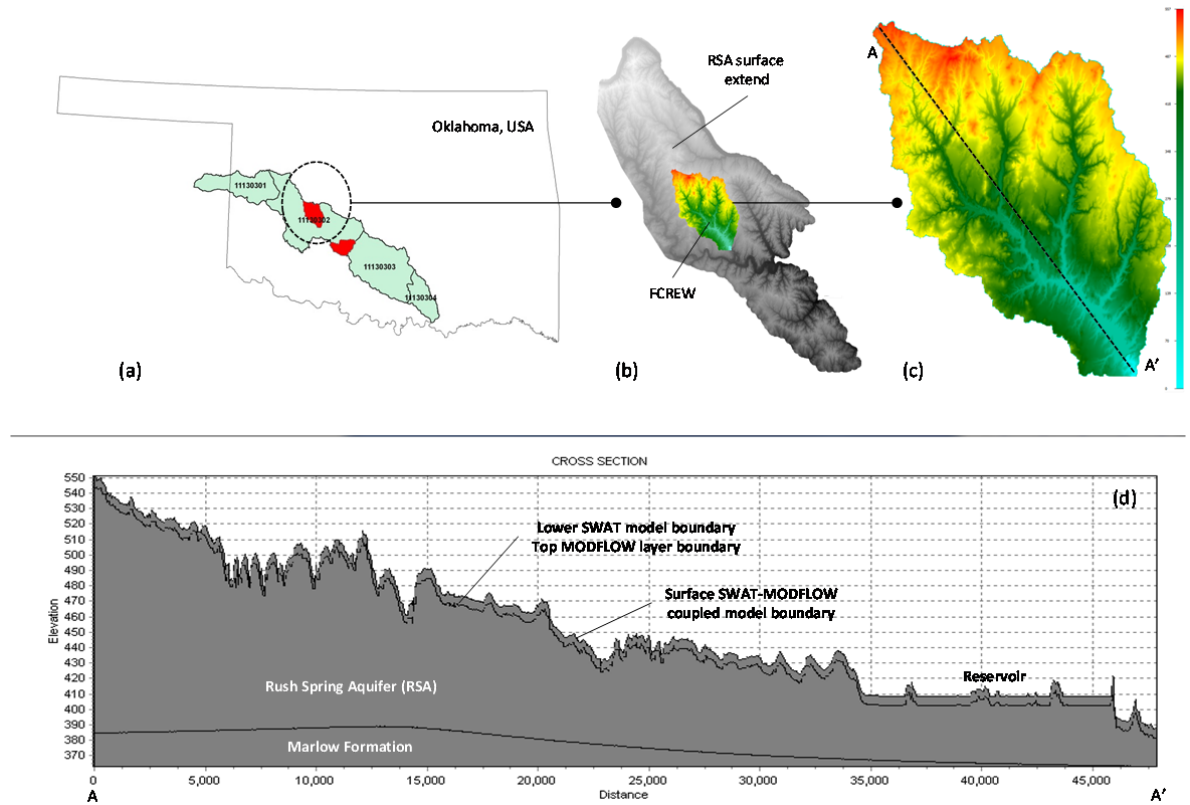 Oklahoma, USA
11130301
11130303
11130304
(a)
RSA surface
extend
FCREW
(b)
A
A'
(c)
CROSS SECTION
(d)
550
540
530
520
510
500
490
480
470
460
450
440
430
420
410
400
390
380
370
Elevation
Lower SWAT model boundary
Top MODFLOW layer boundary
Surface SWAT-MODFLOW
coupled model boundary
Reservoir
Rush Spring Aquifer (RSA)
Marlow Formation
0 5,000 10,000 15,000 20,000 25,000 30,000 35,000 40,000 45,000
A Distance A'